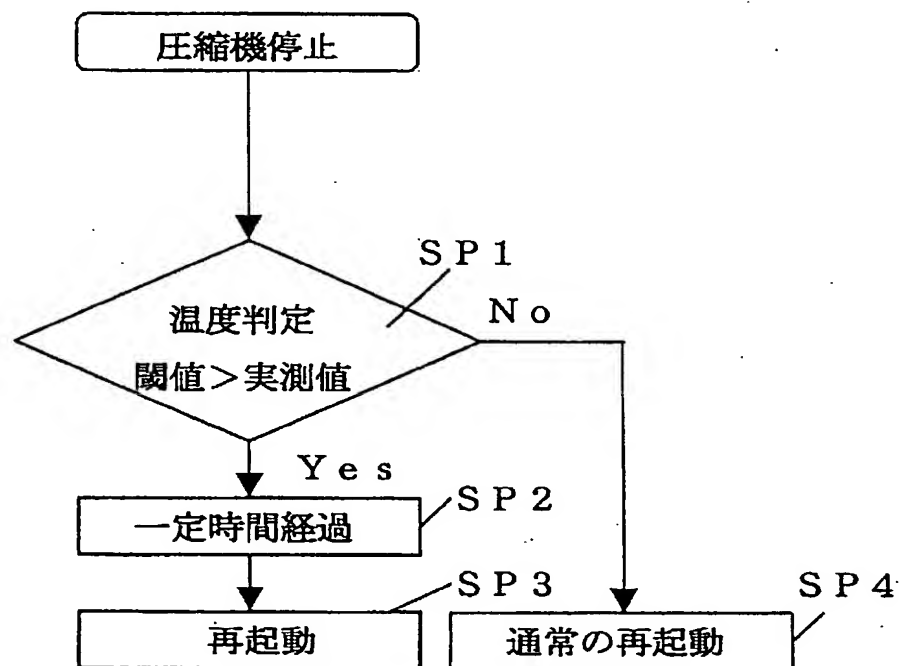 圧縮機停止
SP1
温度判定
閾値>実測値
No
Yes
一定時間経過
SP2
再起動
SP3
通常の再起動
SP4